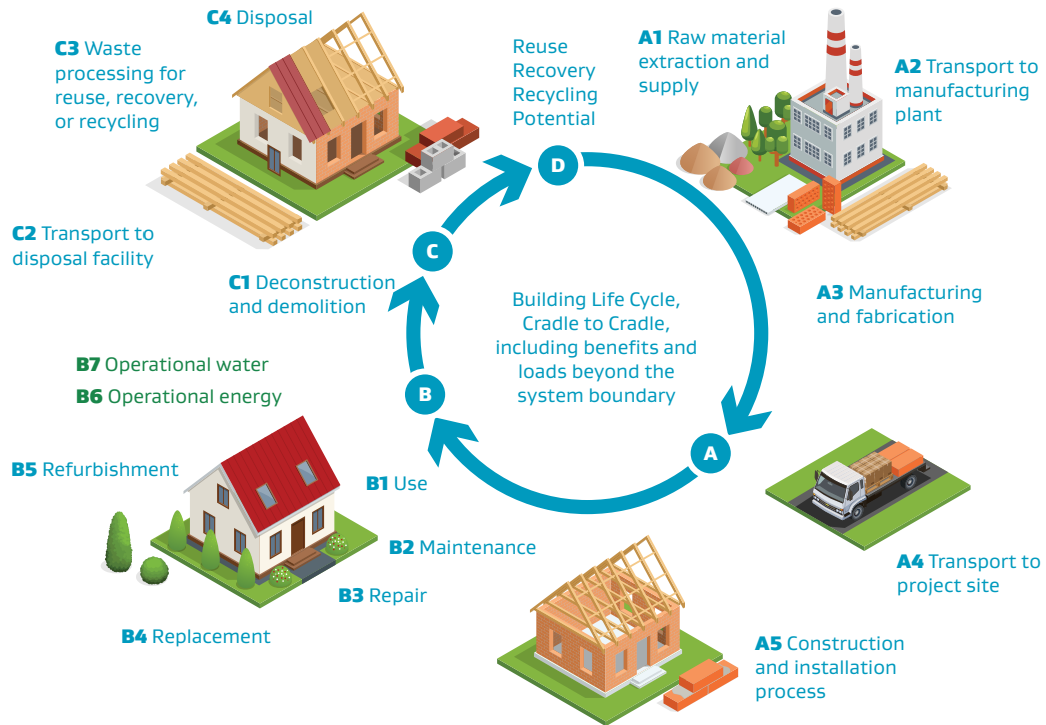 C4 Disposal
C3 Waste
processing for
reuse, recovery,
or recycling
C2 Transport to
disposal facility
C1 Deconstruction
and demolition
Reuse
Recovery
Recycling
Potential
D
A1 Raw material
extraction and
supply
A2 Transport to
manufacturing
plant
A3 Manufacturing
and fabrication
C
Building Life Cycle,
Cradle to Cradle,
including benefits and
loads beyond the
system boundary
B
A
B7 Operational water
B6 Operational energy
B5 Refurbishment
B1 Use
B2 Maintenance
B3 Repair
B4 Replacement
A4 Transport to
project site
A5 Construction
and installation
process